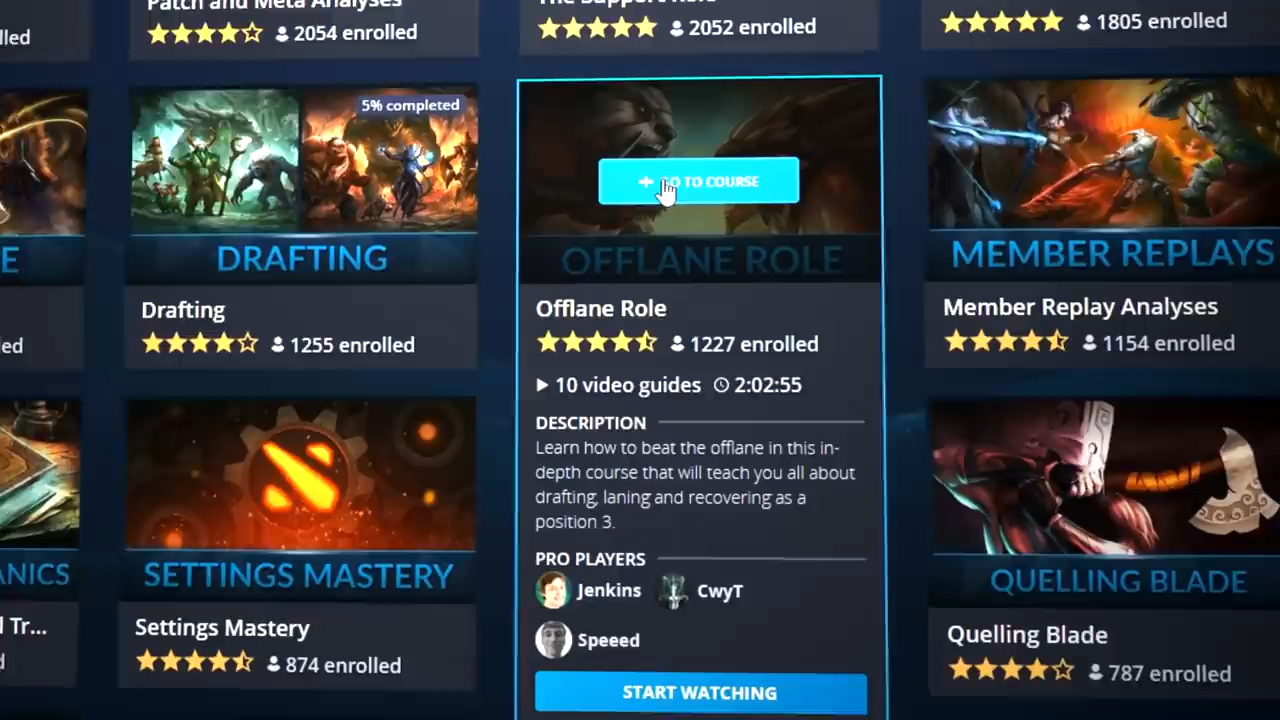 Patch and Meta Analyses
2054 enrolled
2052 enrolled
1805 enrolled
5% completed
DRAFTING
Drafting
1255 enrolled
GO TO COURSE
OFFLANE ROLE
Offlane Role
1227 enrolled
10 video guides 2:02:55
DESCRIPTION
Learn how to beat the offlane in this in-
depth course that will teach you all about
drafting, laning and recovering as a
position 3.
PRO PLAYERS
Jenkins CwyT
Speeed
START WATCHING
MEMBER REPLAYS
Member Replay Analyses
1154 enrolled
SETTINGS MASTERY
Settings Mastery
874 enrolled
QUELLING BLADE
Quelling Blade
787 enrolled